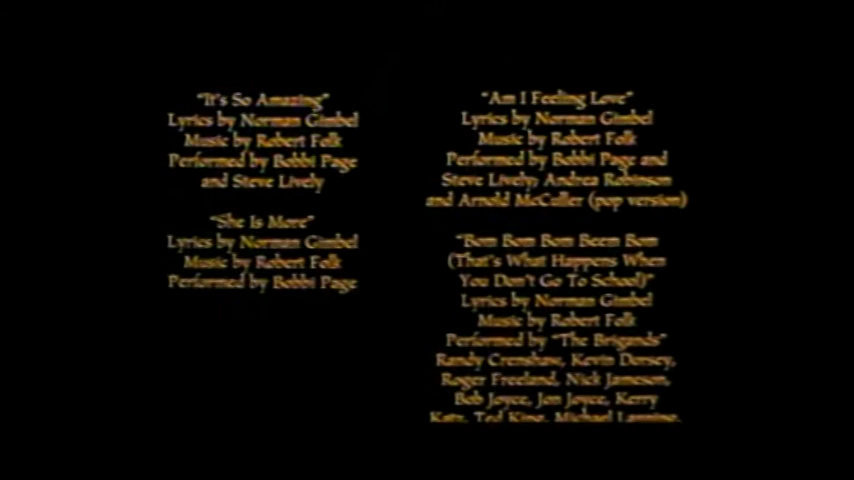 "It's So Amazing"
Lyrics by Norman Gimbel
Music by Robert Folk
Performed by Bobbi Page
and Steve Lively
"She Is More"
Lyrics by Norman Gimbel
Music by Robert Folk
Performed by Bobbi Page
"Am I Feeling Love"
Lyrics by Norman Gimbel
Music by Robert Folk
Performed by Bobbi Page and
Steve Lively, Andrea Robinson
and Arnold McCuller (pop version)
"Bom Bom Bom Beem Bom
(That's What Happens When
You Don't Go To School)"
Lyrics by Norman Gimbel
Music by Robert Folk
Performed by "The Brigands"
Randy Crenshaw, Kevin Dorsey,
Roger Freeland, Nick Jameson,
Bob Joyce, Jon Joyce, Kerry
Katz, Ted King, Michael Lanning,